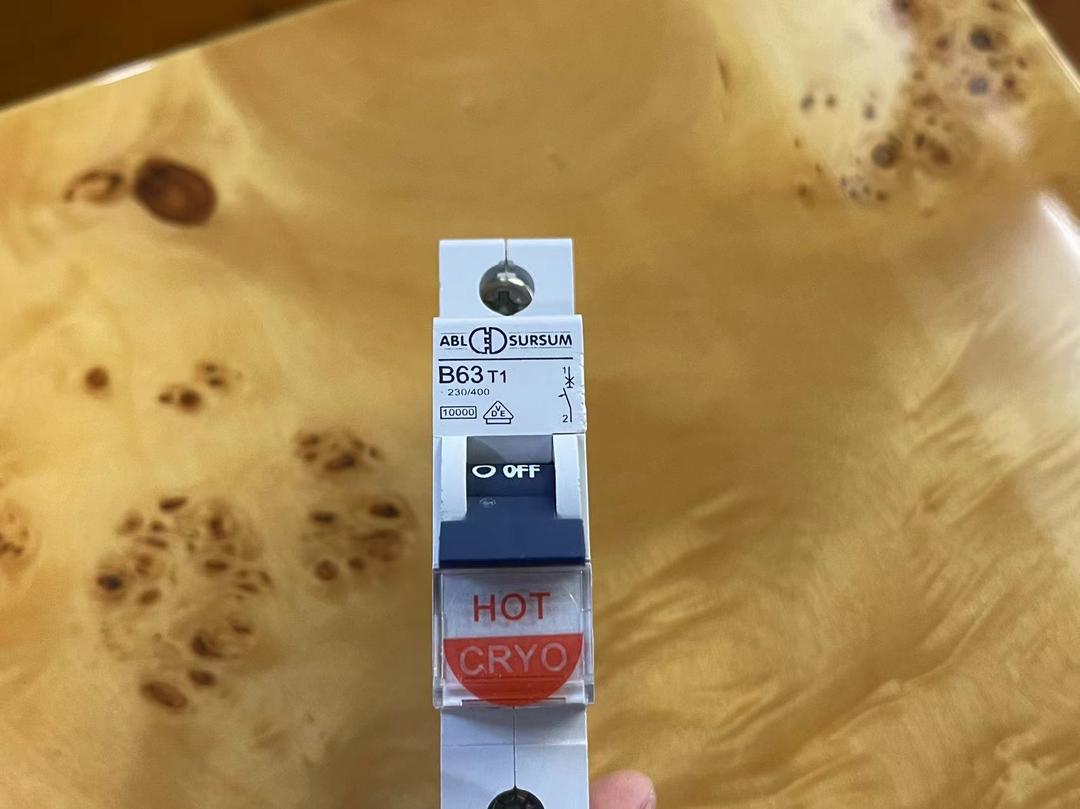 ABL SURSUM
B63 T1
230/400
10000 VDE
1
2
O OFF
HOT
CRYO